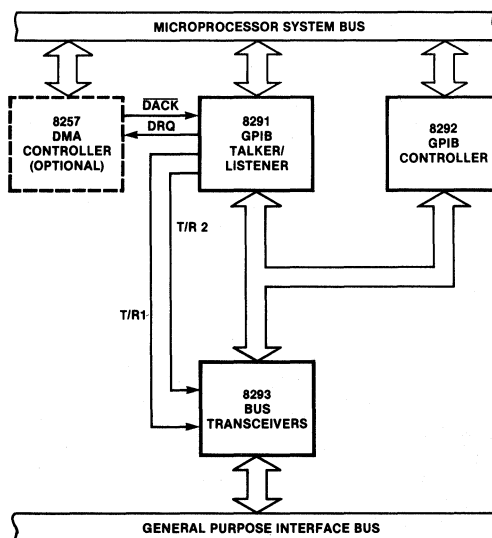 MICROPROCESSOR SYSTEM BUS
8257
DMA
CONTROLLER
(OPTIONAL)
DACK
DRQ
8291
GPIB
TALKER/
LISTENER
8292
GPIB
CONTROLLER
T/R 2
T/R1
8293
BUS
TRANSCEIVERS
GENERAL PURPOSE INTERFACE BUS